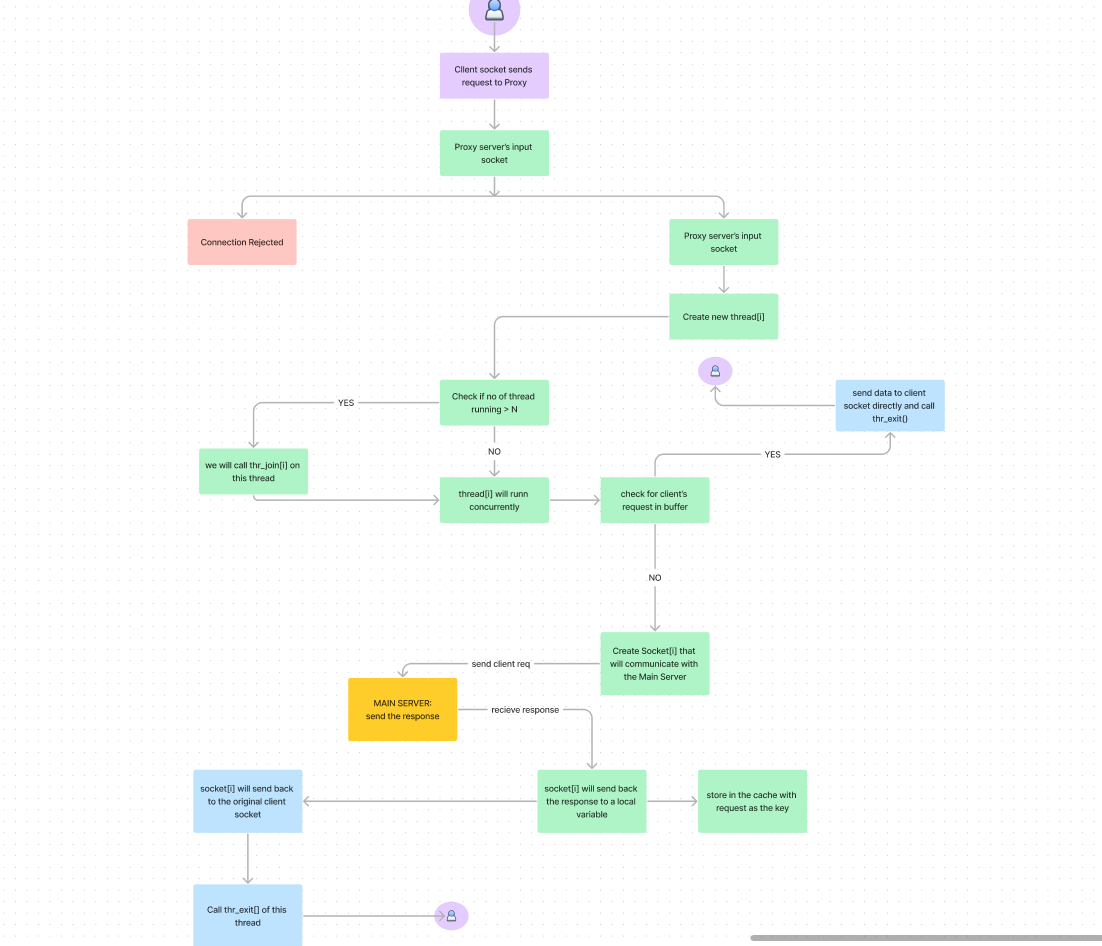 Client socket sends
request to Proxy
Proxy server's input
socket
Connection Rejected
Proxy server's input
socket
Create new thread[i]
Check if no of thread
running > N
YES
NO
send data to client
socket directly and call
thr_exit()
YES
we will call thr_join[i] on
this thread
thread[i] will runn
concurrently
check for client's
request in buffer
NO
Create Socket[i] that
will communicate with
the Main Server
send client req
MAIN SERVER:
send the response
recieve response
socket[i] will send back
to the original client
socket
socket[i] will send back
the response to a local
variable
store in the cache with
request as the key
Call thr_exit[] of this
thread